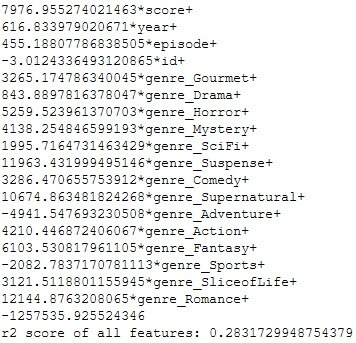 7976.955274021463*score+
616.833979020671*year+
455.18807786838505*episode+
-3.0124336493120865*id+
3265.174786340045*genre_Gourmet+
843.8897816378047*genre_Drama+
5259.523961370703*genre_Horror+
4138.254846599193*genre_Mystery+
1995.7164731463429*genre_SciFi+
11963.431999495146*genre_Suspense+
3286.470655753912*genre_Comedy+
10674.863481824268*genre_Supernatural+
-4941.547693230508*genre_Adventure+
4210.446872406067*genre_Action+
6103.530817961105*genre_Fantasy+
-2082.7837170781113*genre_Sports+
3121.5118801155945*genre_SliceofLife+
12144.8763208065*genre_Romance+
-1257535.925524346
r2 score of all features: 0.2831729948754379